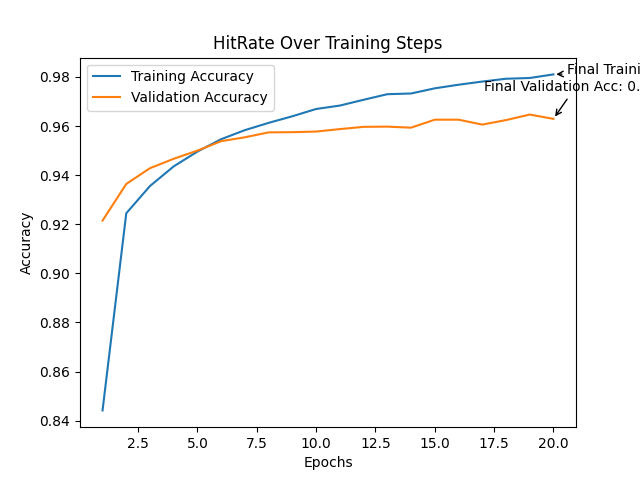 HitRate Over Training Steps
Training Accuracy
Validation Accuracy
Final Traini
Final Validation Acc: 0.
0.98
0.96
0.94
0.92
0.90
0.88
0.86
0.84
Accuracy
2.5
5.0
7.5
10.0
12.5
15.0
17.5
20.0
Epochs